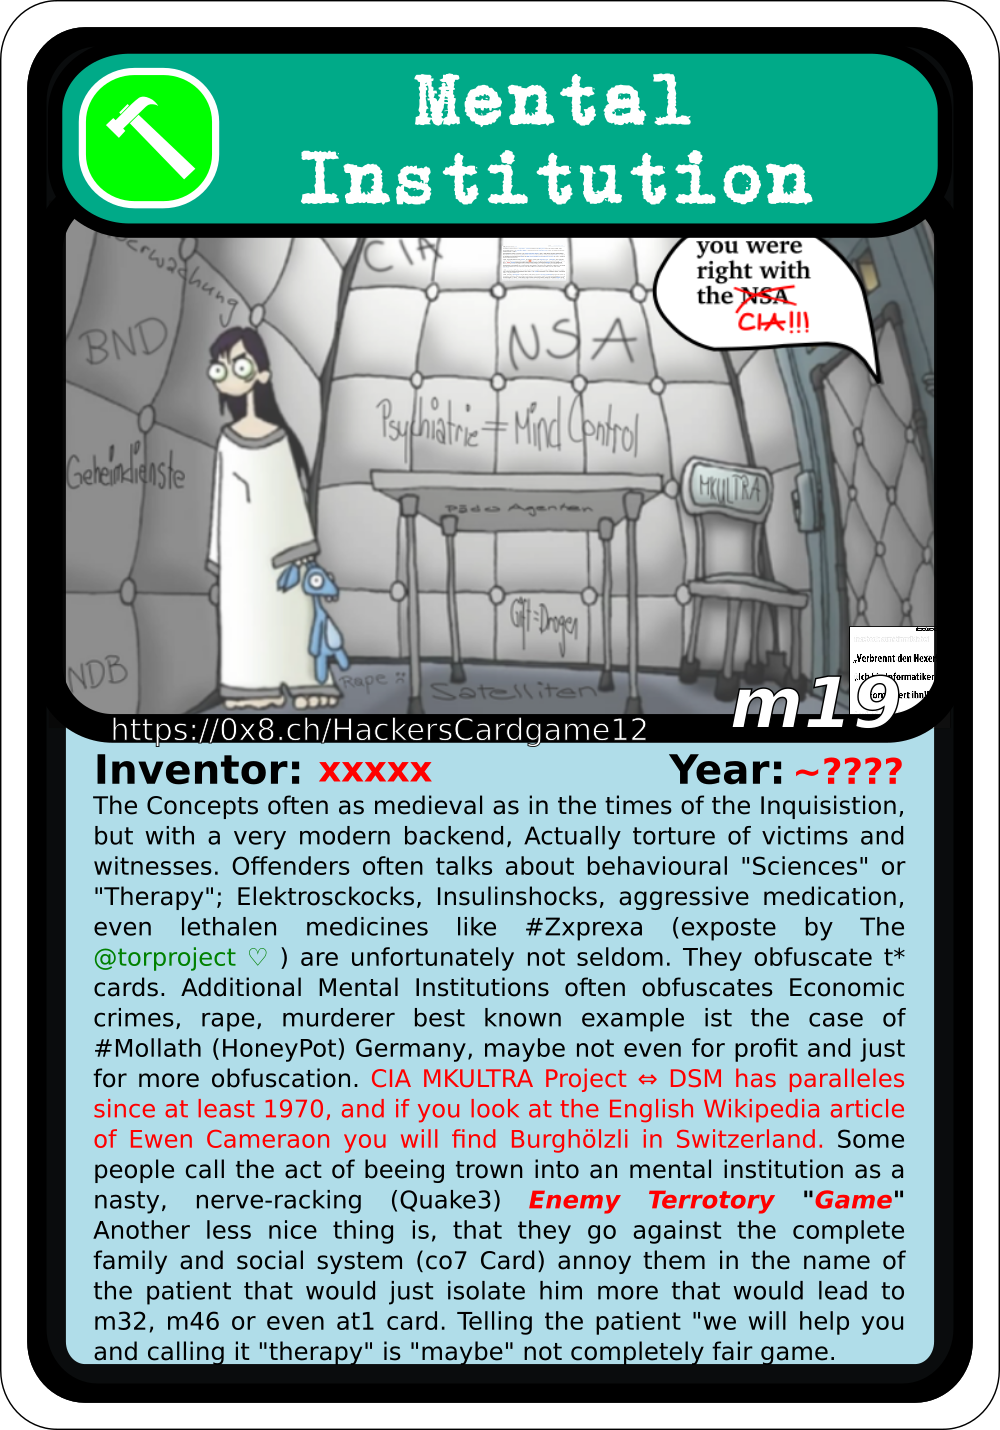 Mental
Institution
CIA
you were
right with
the NSA
CIA!!!
BND
NSA
Psychiatrie = Mind Control
Geheimdienste
MKULTRA
Pädo Agenten
Gift=Drogen
NDB
Rape
Satelliten
„Verbrennt den Hexer
m19
https://0x8.ch/HackersCardgame12
Inventor: xxxxx Year: ~????
The Concepts often as medieval as in the times of the Inquisistion,
but with a very modern backend, Actually torture of victims and
witnesses. Offenders often talks about behavioural "Sciences" or
"Therapy"; Elektrosckocks, Insulinshocks, aggressive medication,
even lethalen medicines like #Zxprexa (exposte by The
@torproject ♡ ) are unfortunately not seldom. They obfuscate t*
cards. Additional Mental Institutions often obfuscates Economic
crimes, rape, murderer best known example ist the case of
#Mollath (HoneyPot) Germany, maybe not even for profit and just
for more obfuscation. CIA MKULTRA Project ⇔ DSM has paralleles
since at least 1970, and if you look at the English Wikipedia article
of Ewen Cameraon you will find Burghölzli in Switzerland. Some
people call the act of beeing trown into an mental institution as a
nasty, nerve-racking (Quake3) Enemy Terrotory "Game"
Another less nice thing is, that they go against the complete
family and social system (co7 Card) annoy them in the name of
the patient that would just isolate him more that would lead to
m32, m46 or even at1 card. Telling the patient "we will help you
and calling it "therapy" is "maybe" not completely fair game.